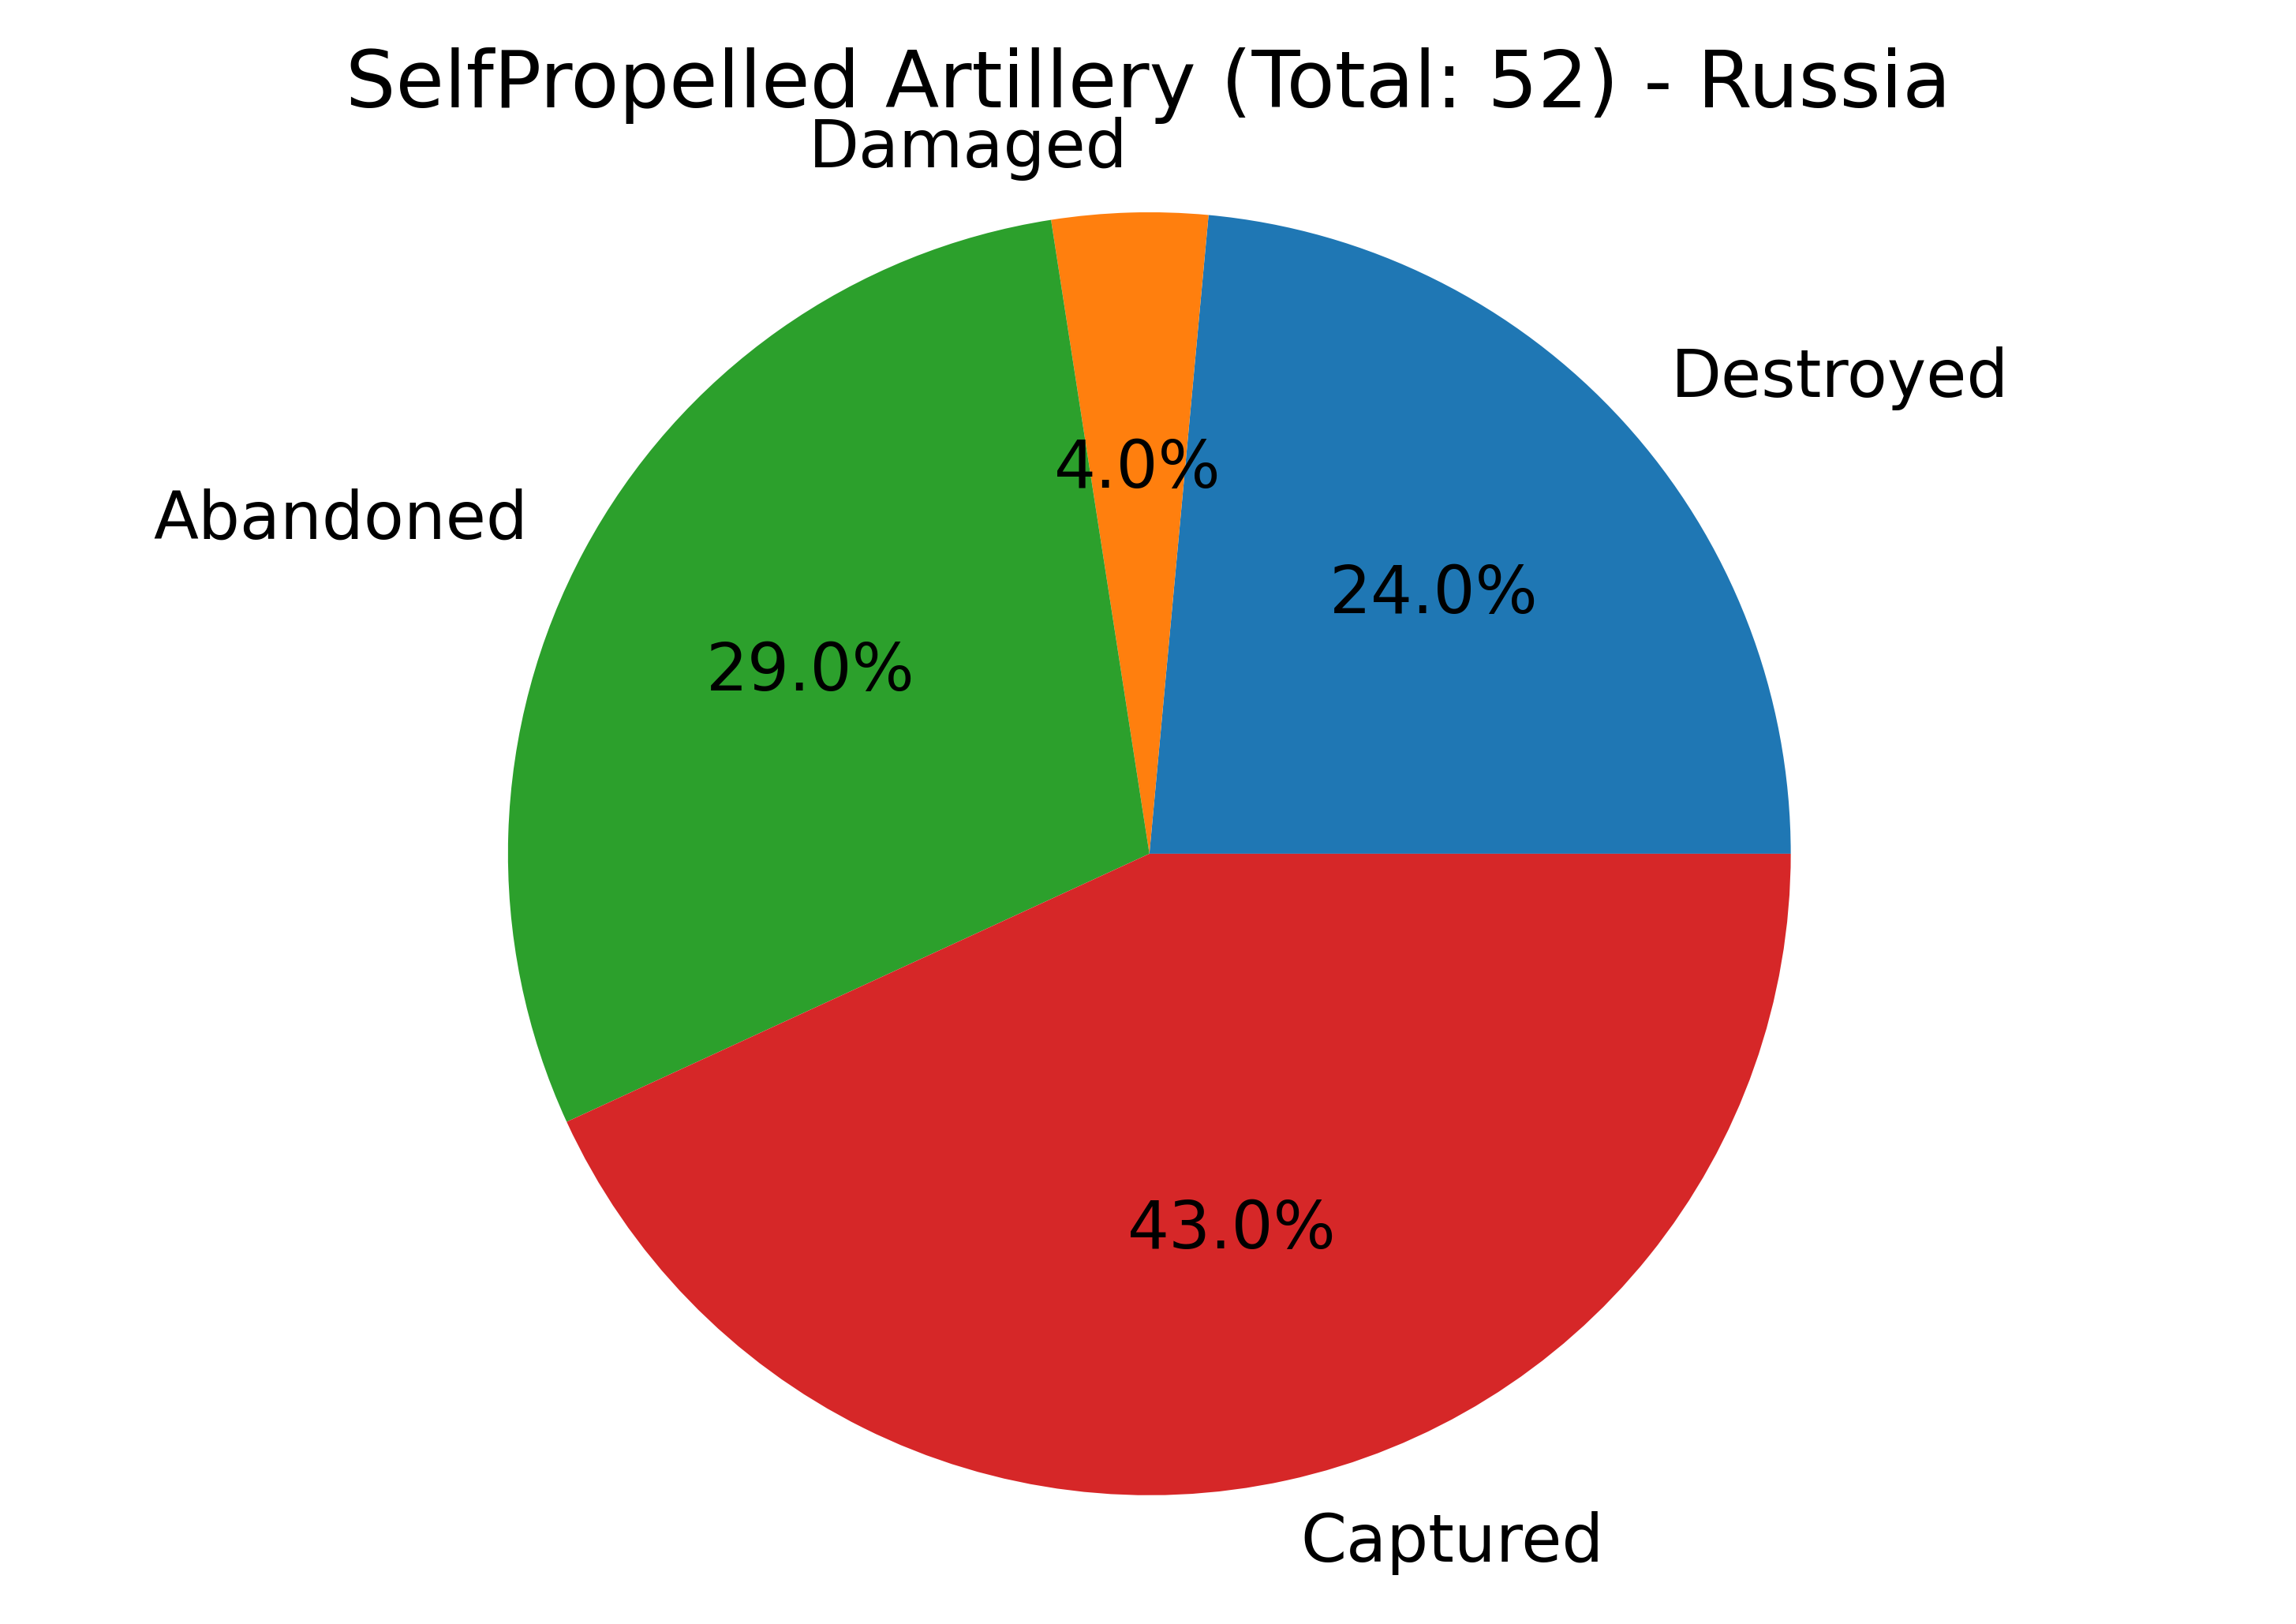 SelfPropelled Artillery (Total: 52) - Russia
Damaged
Destroyed
4.0%
Abandoned
24.0%
29.0%
43.0%
Captured